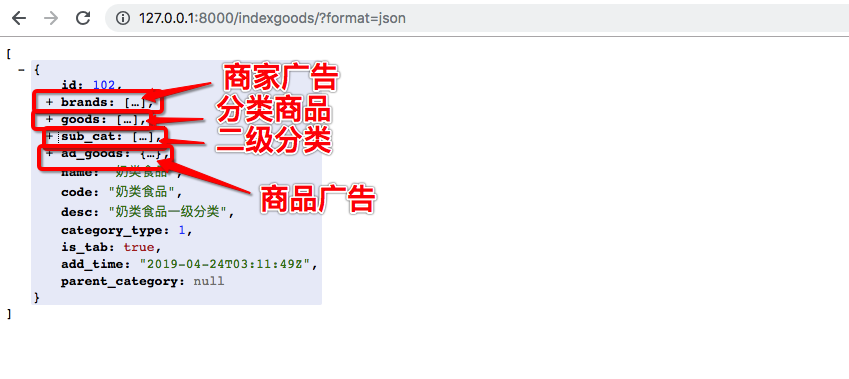 127.0.0.1:8000/indexgoods/?format=json
[
− {
id: 102,
+ brands: […],
+ goods: […],
+ sub_cat: […],
+ ad_goods: {…},
name: "奶类食品",
code: "奶类食品",
desc: "奶类食品一级分类",
category_type: 1,
is_tab: true,
add_time: "2019-04-24T03:11:49Z",
parent_category: null
}
]
商家广告
分类商品
二级分类
商品广告